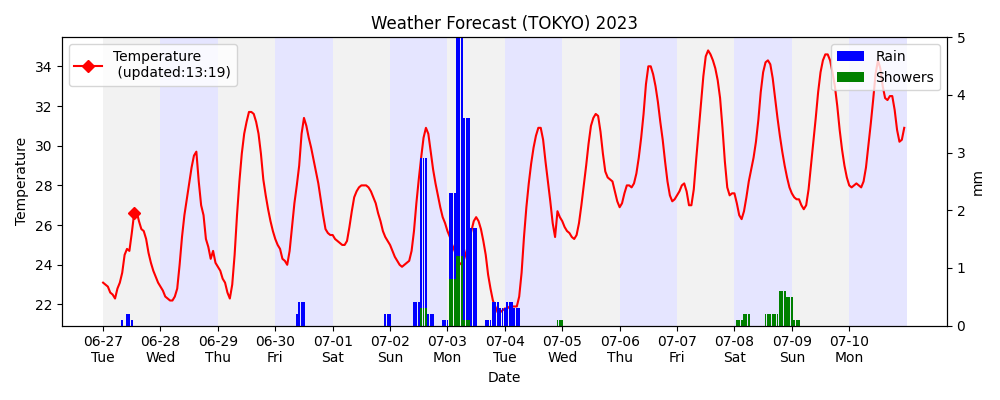 Weather Forecast (TOKYO) 2023
Temperature
(updated:13:19)
Rain
Showers
Temperature
34
32
30
28
26
24
22
5
4
3
2
1
0
mm
06-27 06-28 06-29 06-30 07-01 07-02 07-03 07-04 07-05 07-06 07-07 07-08 07-09 07-10
Tue Wed Thu Fri Sat Sun Mon Tue Wed Thu Fri Sat Sun Mon
Date